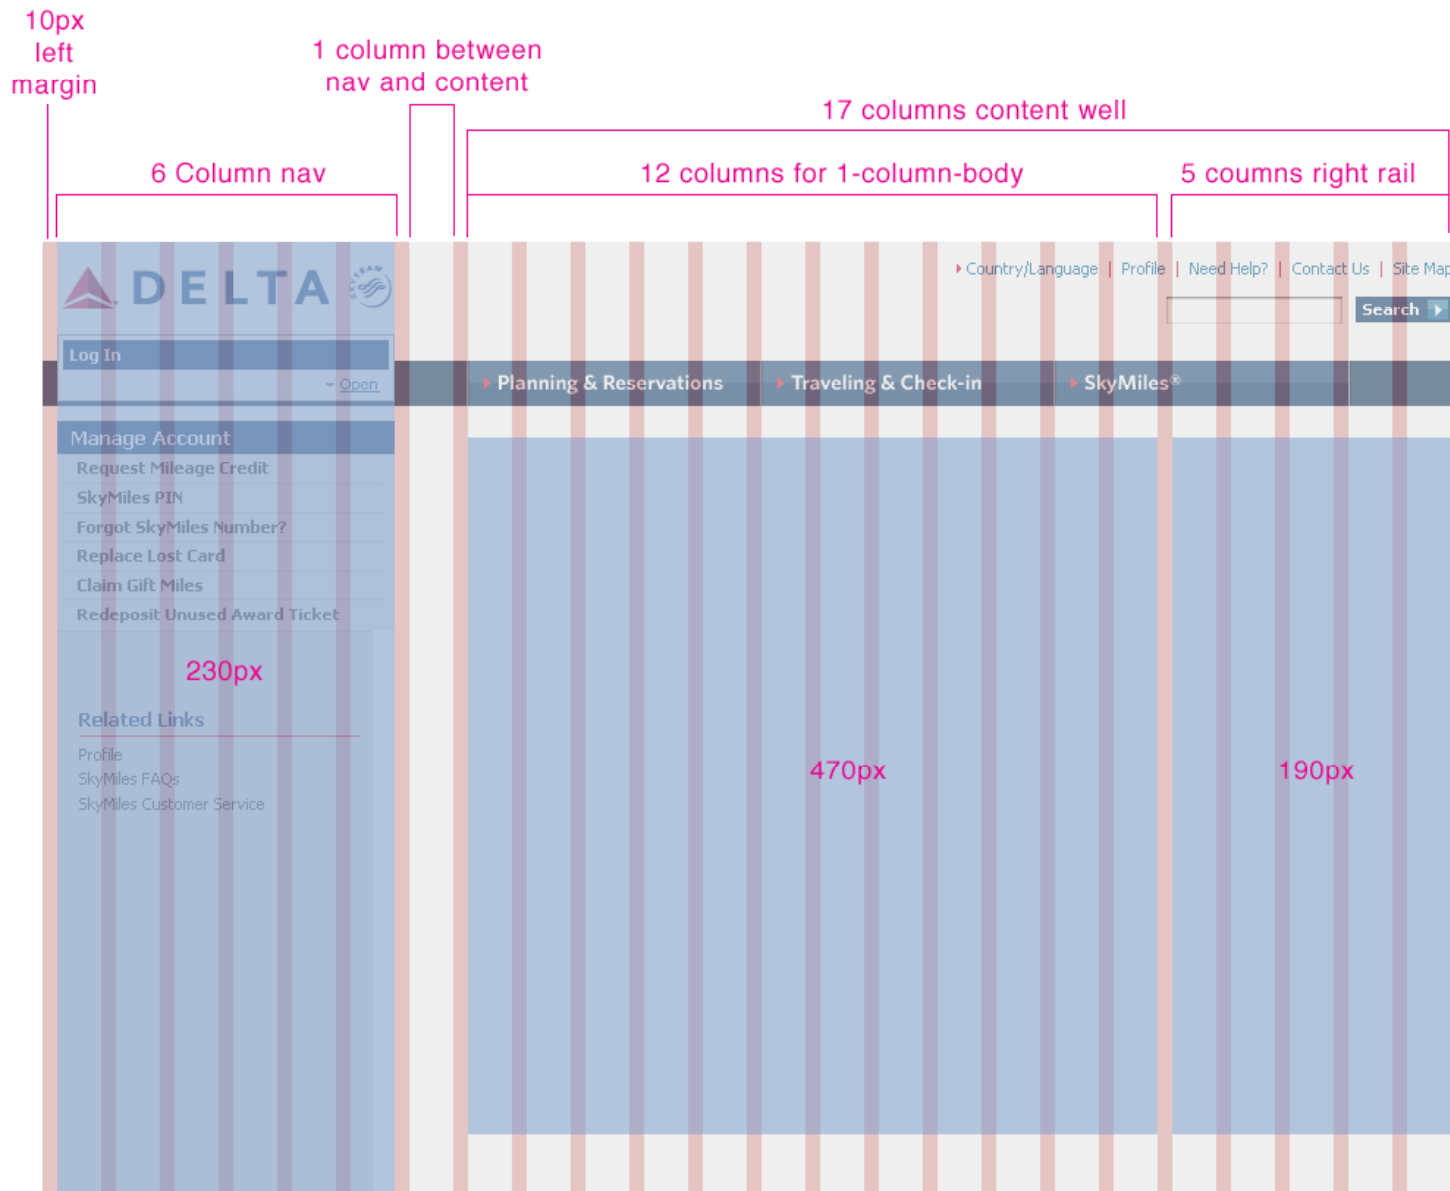 10px
left
margin
1 column between
nav and content
17 columns content well
6 Column nav
12 columns for 1-column-body
5 coumns right rail
DELTA
SKYTEAM
Country/Language | Profile | Need Help? | Contact Us | Site Map
Search
Log In
Open
Planning & Reservations
Traveling & Check-in
SkyMiles®
Manage Account
Request Mileage Credit
SkyMiles PIN
Forgot SkyMiles Number?
Replace Lost Card
Claim Gift Miles
Redeposit Unused Award Ticket
230px
Related Links
Profile
SkyMiles FAQs
SkyMiles Customer Service
470px
190px